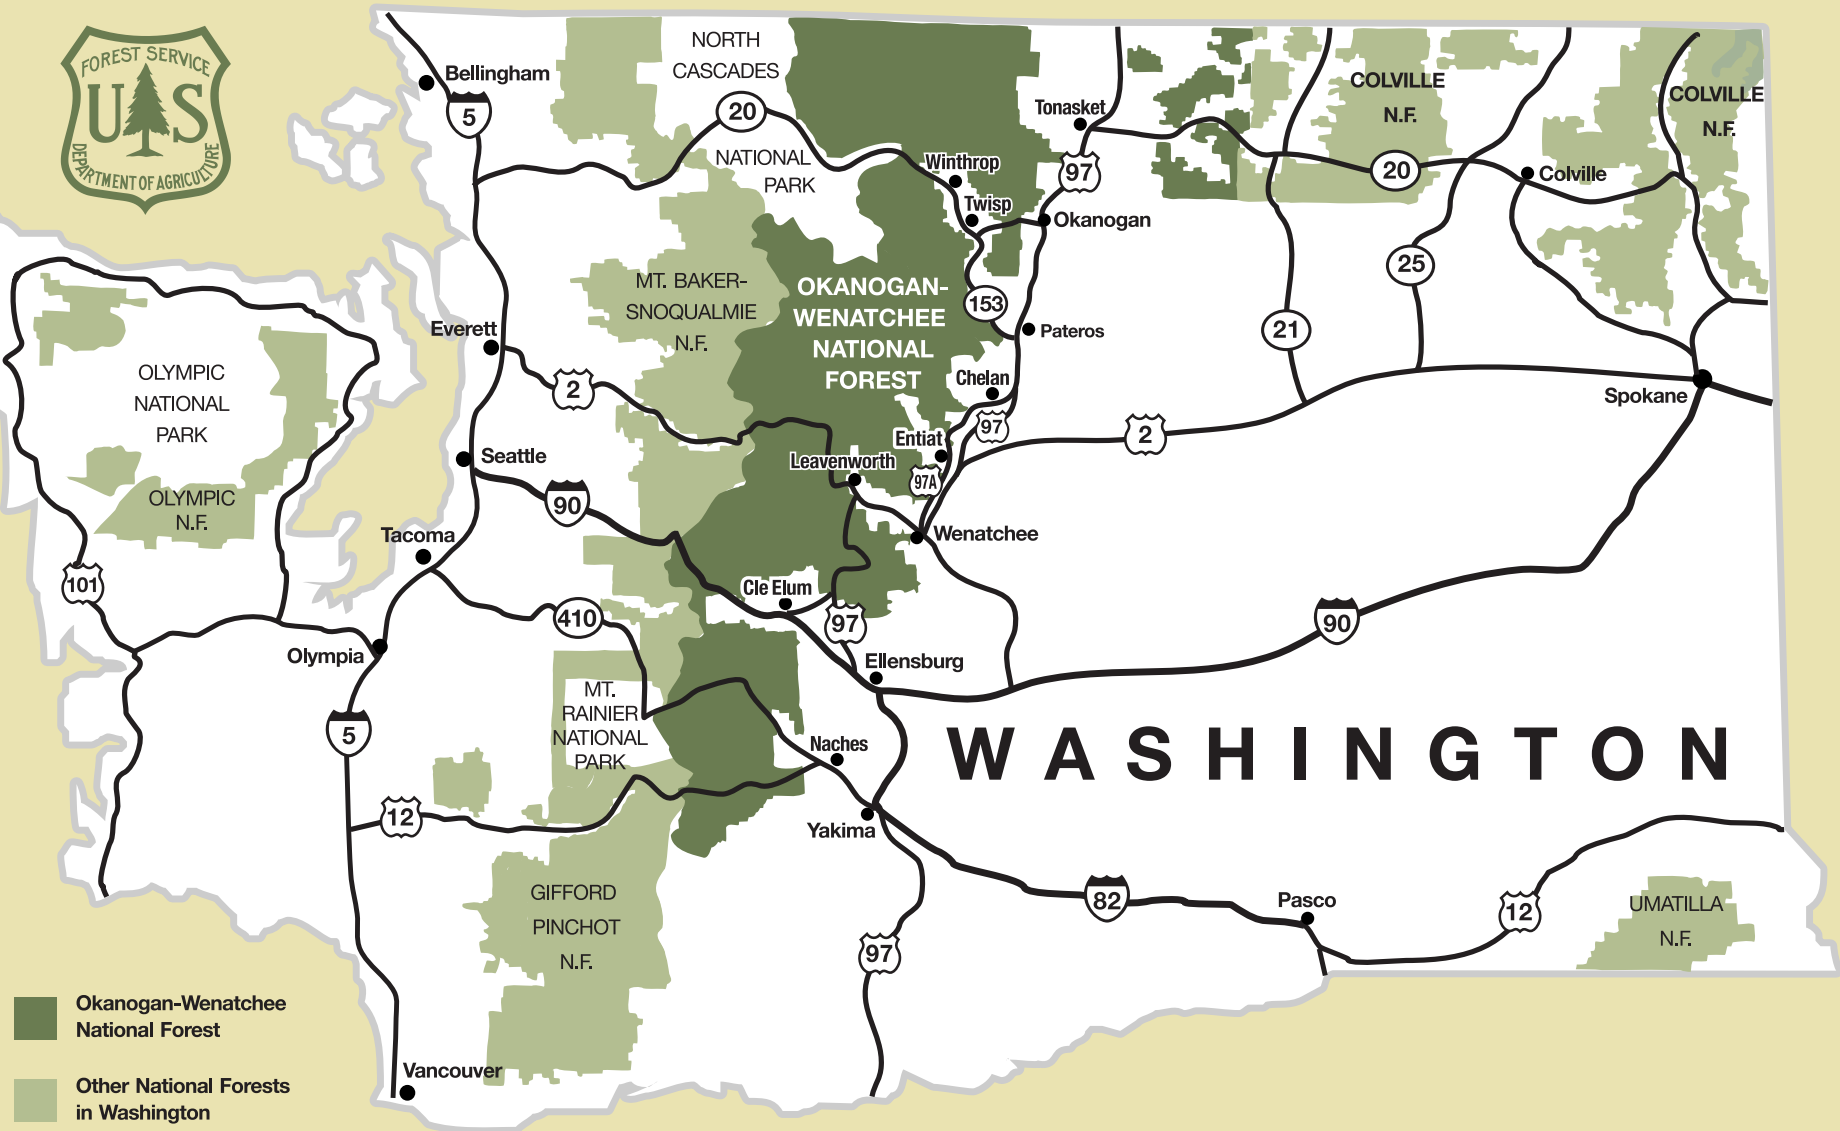 FOREST SERVICE
U S
DEPARTMENT OF AGRICULTURE
Bellingham
5
NORTH
CASCADES
20
NATIONAL
PARK
Tonasket
97
Winthrop
Twisp
Okanogan
COLVILLE
N.F.
COLVILLE
N.F.
20
Colville
25
21
153
Pateros
MT. BAKER-
SNOQUALMIE
N.F.
OKANOGAN-
WENATCHEE
NATIONAL
FOREST
Everett
2
Chelan
97
Entiat
97A
2
Spokane
OLYMPIC
NATIONAL
PARK
OLYMPIC
N.F.
Seattle
90
Leavenworth
Wenatchee
Tacoma
101
410
Cle Elum
97
90
Olympia
Ellensburg
5
MT.
RAINIER
NATIONAL
PARK
Naches
WASHINGTON
12
Yakima
82
Pasco
12
UMATILLA
N.F.
GIFFORD
PINCHOT
N.F.
97
Vancouver
Okanogan-Wenatchee
National Forest
Other National Forests
in Washington